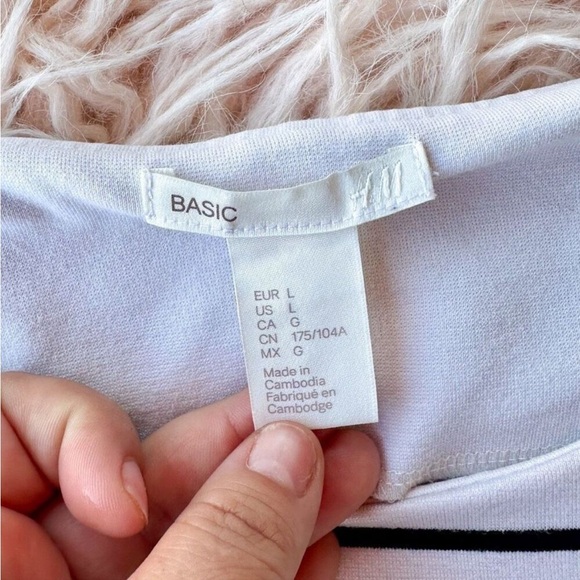 BASIC
EUR L
US L
CA G
CN 175/104A
MX G
Made in
Cambodia
Fabriqué en
Cambodge